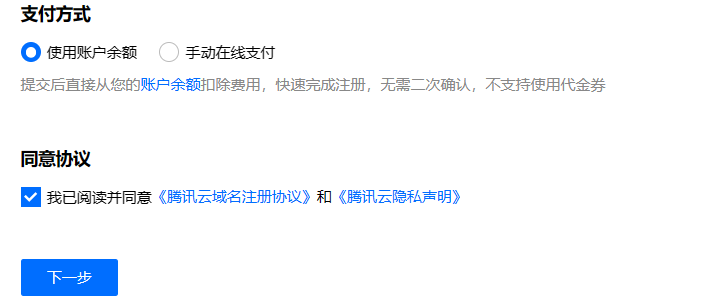 支付方式
使用账户余额 手动在线支付
提交后直接从您的账户余额扣除费用，快速完成注册，无需二次确认，不支持使用代金券
同意协议
我已阅读并同意《腾讯云域名注册协议》和《腾讯云隐私声明》
下一步